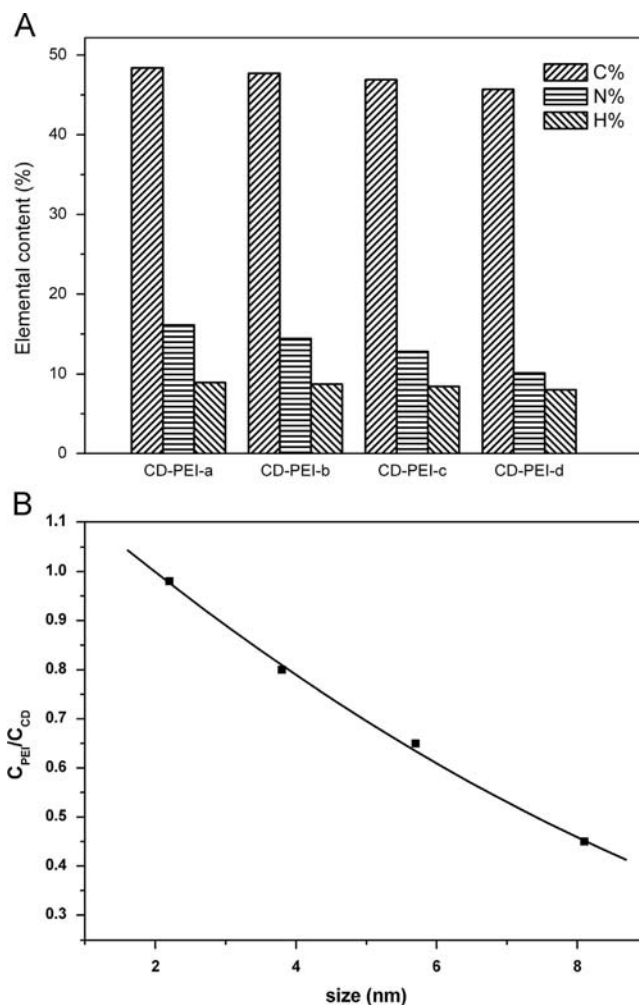 A
50
40
30
20
10
0
Elemental content (%)
C%
N%
H%
CD-PEI-a CD-PEI-b CD-PEI-c CD-PEI-d
B
1.1
1.0
0.9
0.8
0.7
0.6
0.5
0.4
0.3
C_PEI/C_CD
2 4 6 8
size (nm)